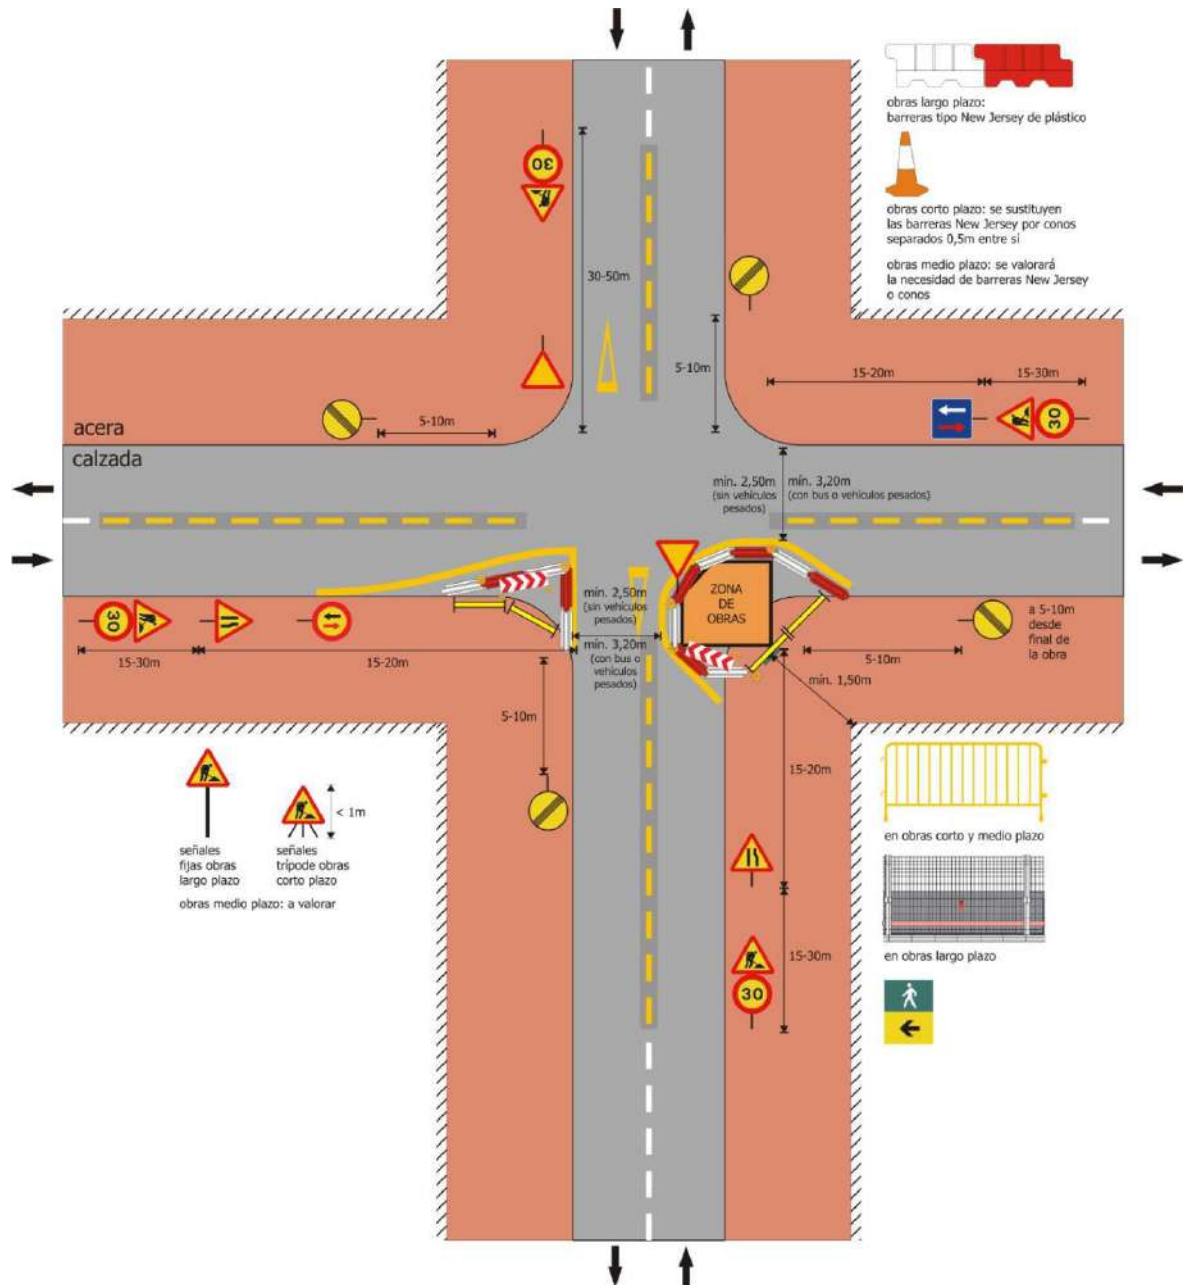 obras largo plazo:
barreras tipo New Jersey de plástico
obras corto plazo: se sustituyen
las barreras New Jersey por conos
separados 0,5m entre sí
obras medio plazo: se valorará
la necesidad de barreras New Jersey
o conos
30
30-50m
5-10m
15-20m
15-30m
30
5-10m
acera
calzada
mín. 2,50m
(sin vehículos
pesados)
mín. 3,20m
(con bus o vehículos pesados)
ZONA
DE
OBRAS
mín. 2,50m
(sin vehículos
pesados)
mín. 3,20m
(con bus o
vehículos
pesados)
30
15-30m
15-20m
a 5-10m
desde
final de
la obra
5-10m
mín. 1,50m
5-10m
15-20m
< 1m
señales
fijas obras
largo plazo
señales
trípode obras
corto plazo
obras medio plazo: a valorar
en obras corto y medio plazo
15-30m
30
en obras largo plazo